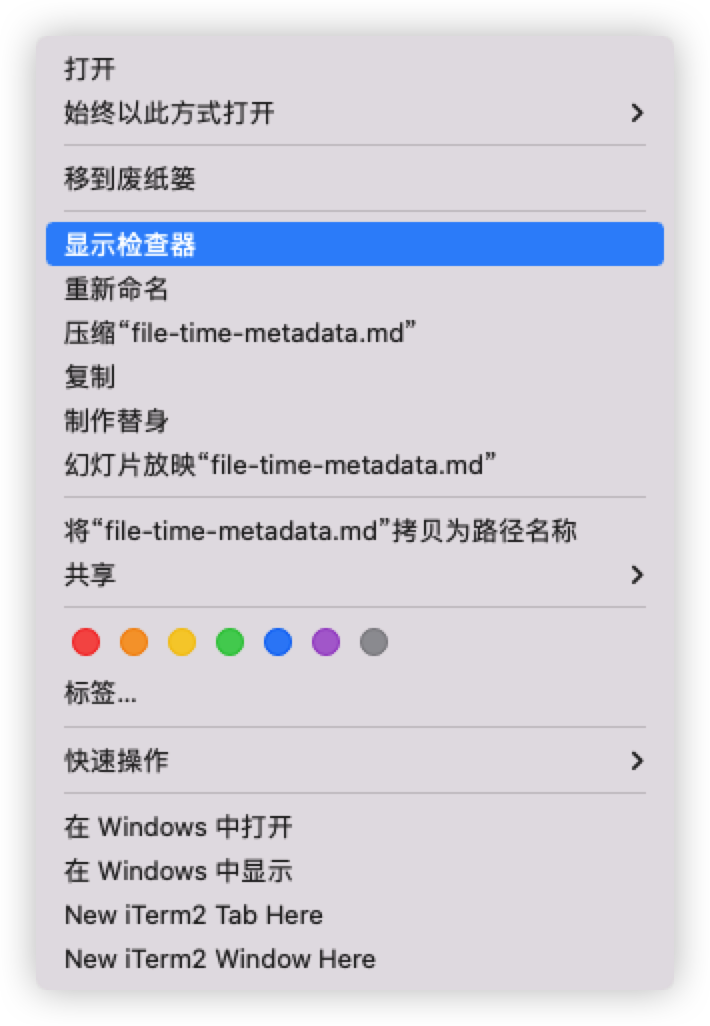 打开
始终以此方式打开
移到废纸篓
显示检查器
重新命名
压缩“file-time-metadata.md”
复制
制作替身
幻灯片放映“file-time-metadata.md”
将“file-time-metadata.md”拷贝为路径名称
共享
标签...
快速操作
在 Windows 中打开
在 Windows 中显示
New iTerm2 Tab Here
New iTerm2 Window Here